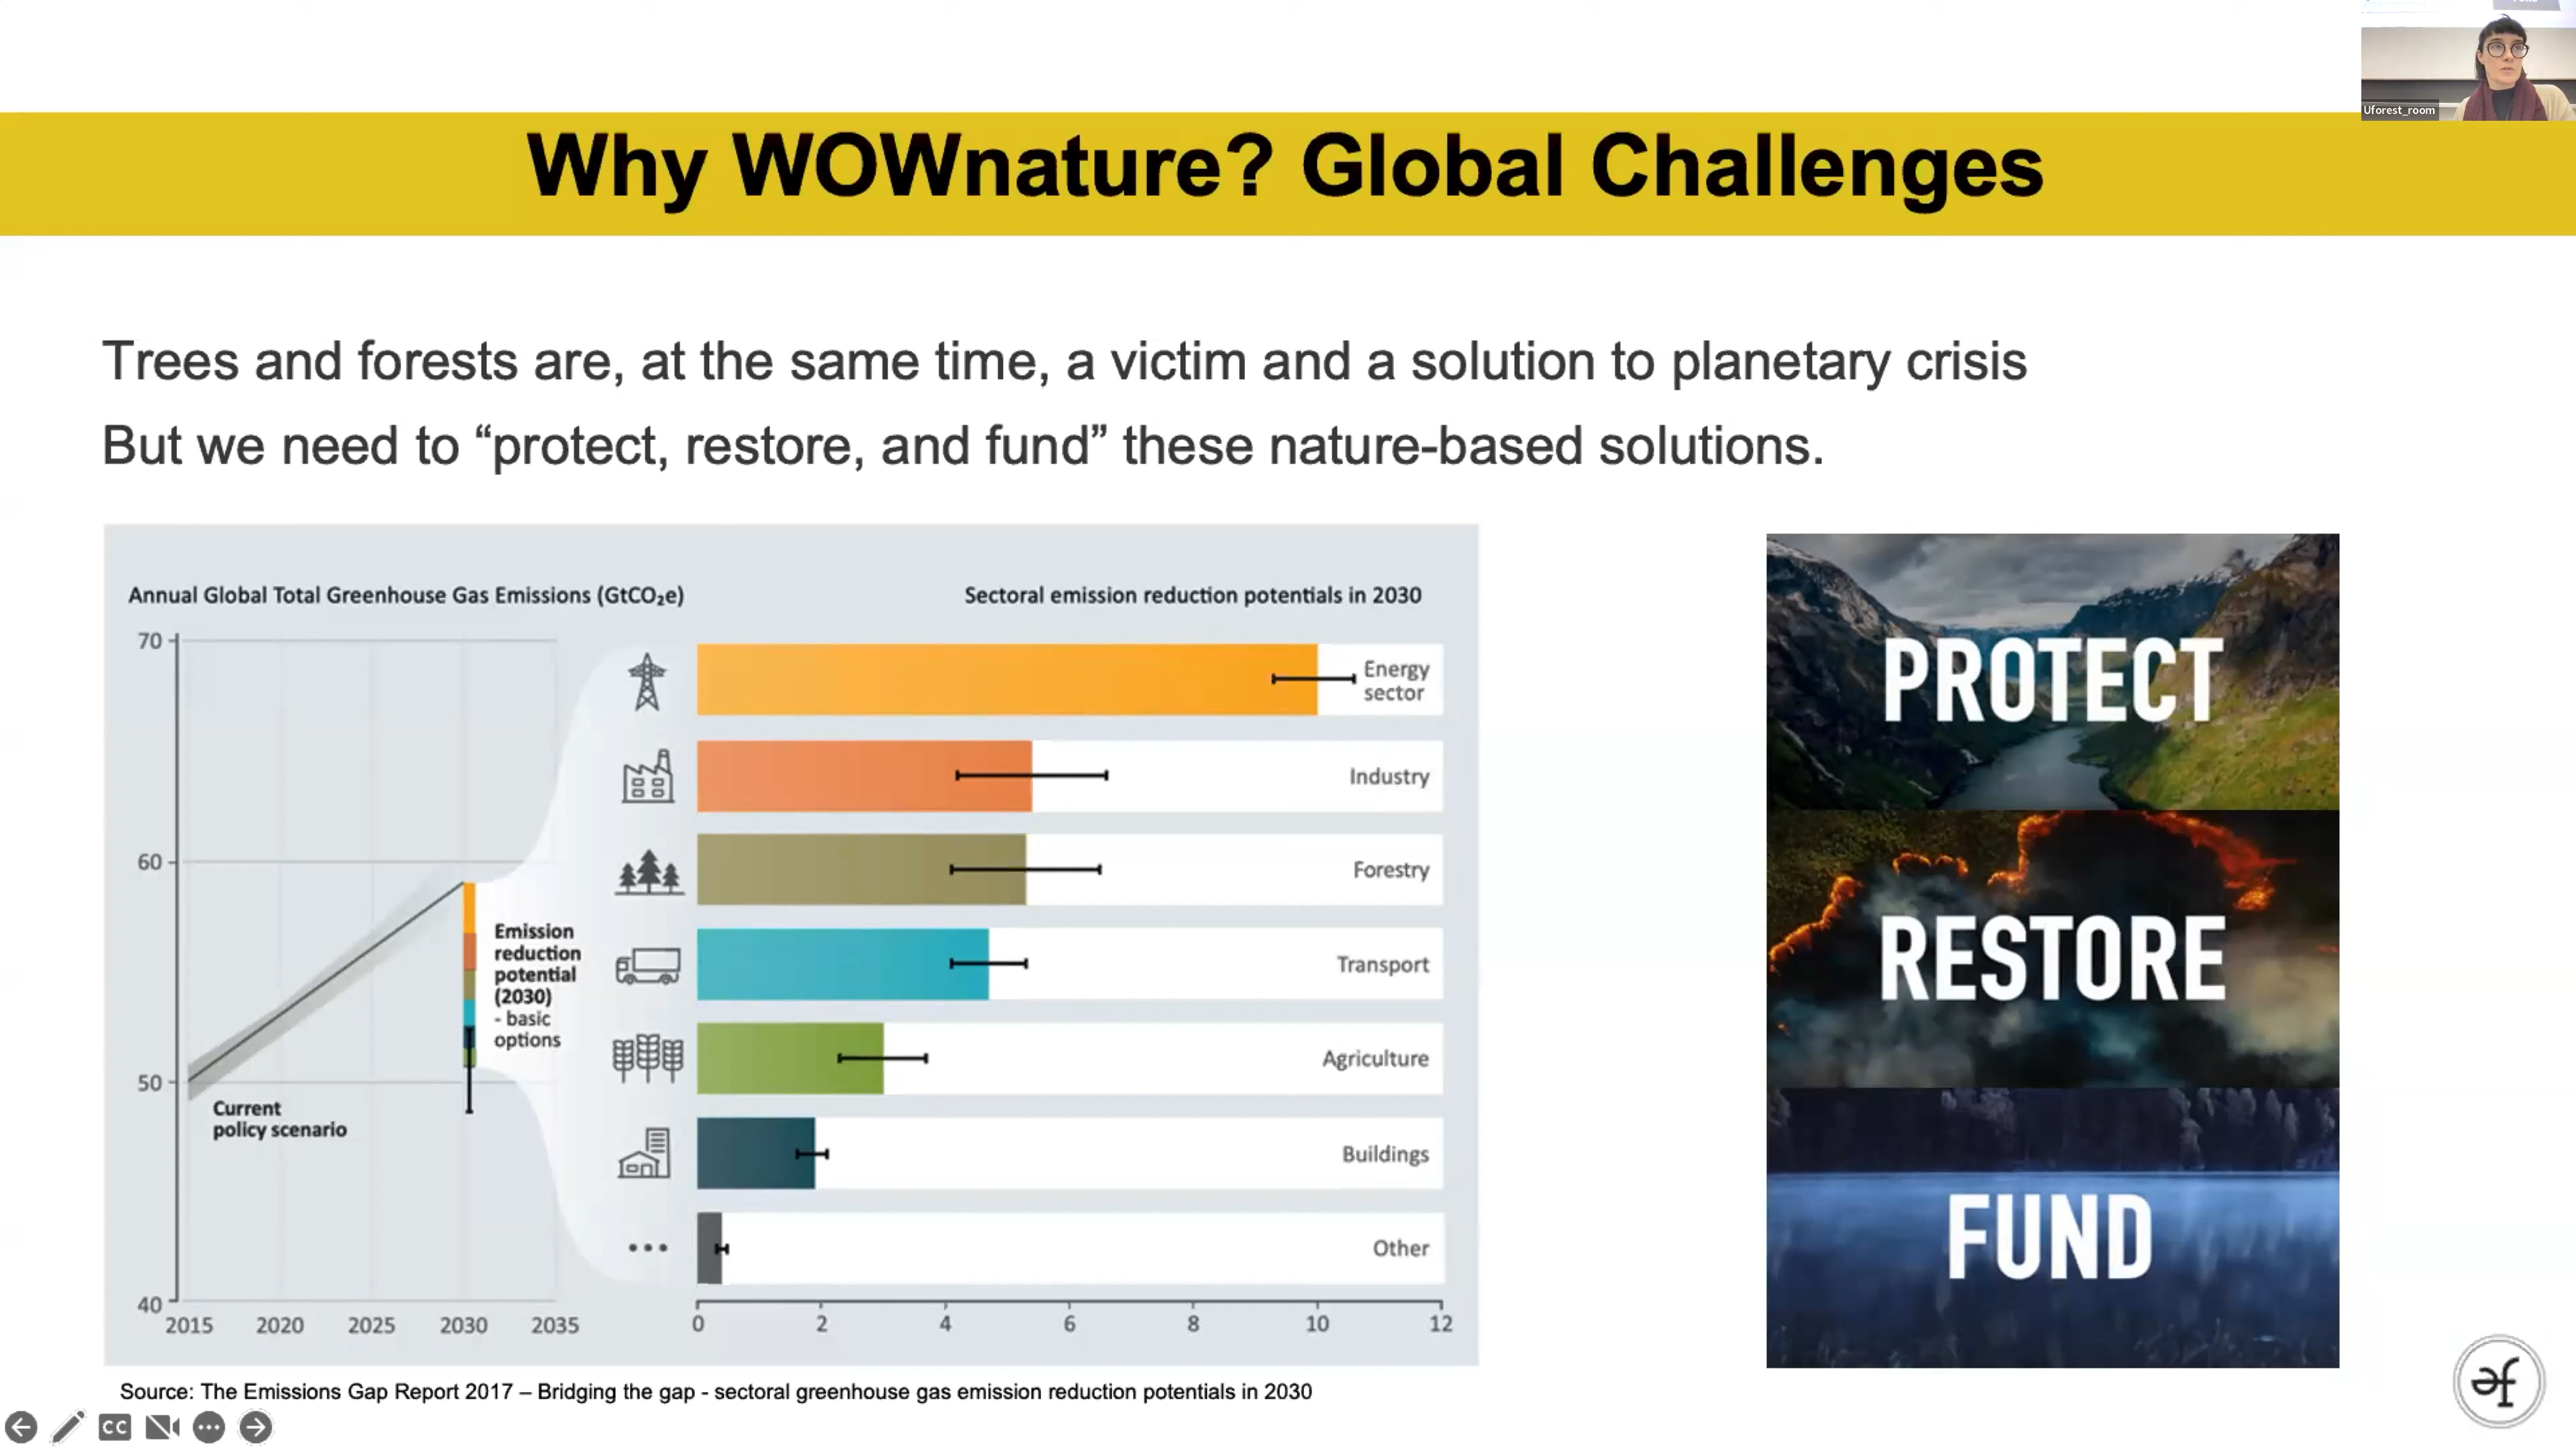 Uforest_room
Why WOWnature? Global Challenges
Trees and forests are, at the same time, a victim and a solution to planetary crisis
But we need to “protect, restore, and fund” these nature-based solutions.
Annual Global Total Greenhouse Gas Emissions (GtCO₂e)
70
60
50
40
2015 2020 2025 2030 2035
Current
policy scenario
Emission
reduction
potential
(2030)
- basic
options
Sectoral emission reduction potentials in 2030
Energy
sector
Industry
Forestry
Transport
Agriculture
Buildings
Other
0 2 4 6 8 10 12
PROTECT
RESTORE
FUND
Source: The Emissions Gap Report 2017 – Bridging the gap - sectoral greenhouse gas emission reduction potentials in 2030
CC